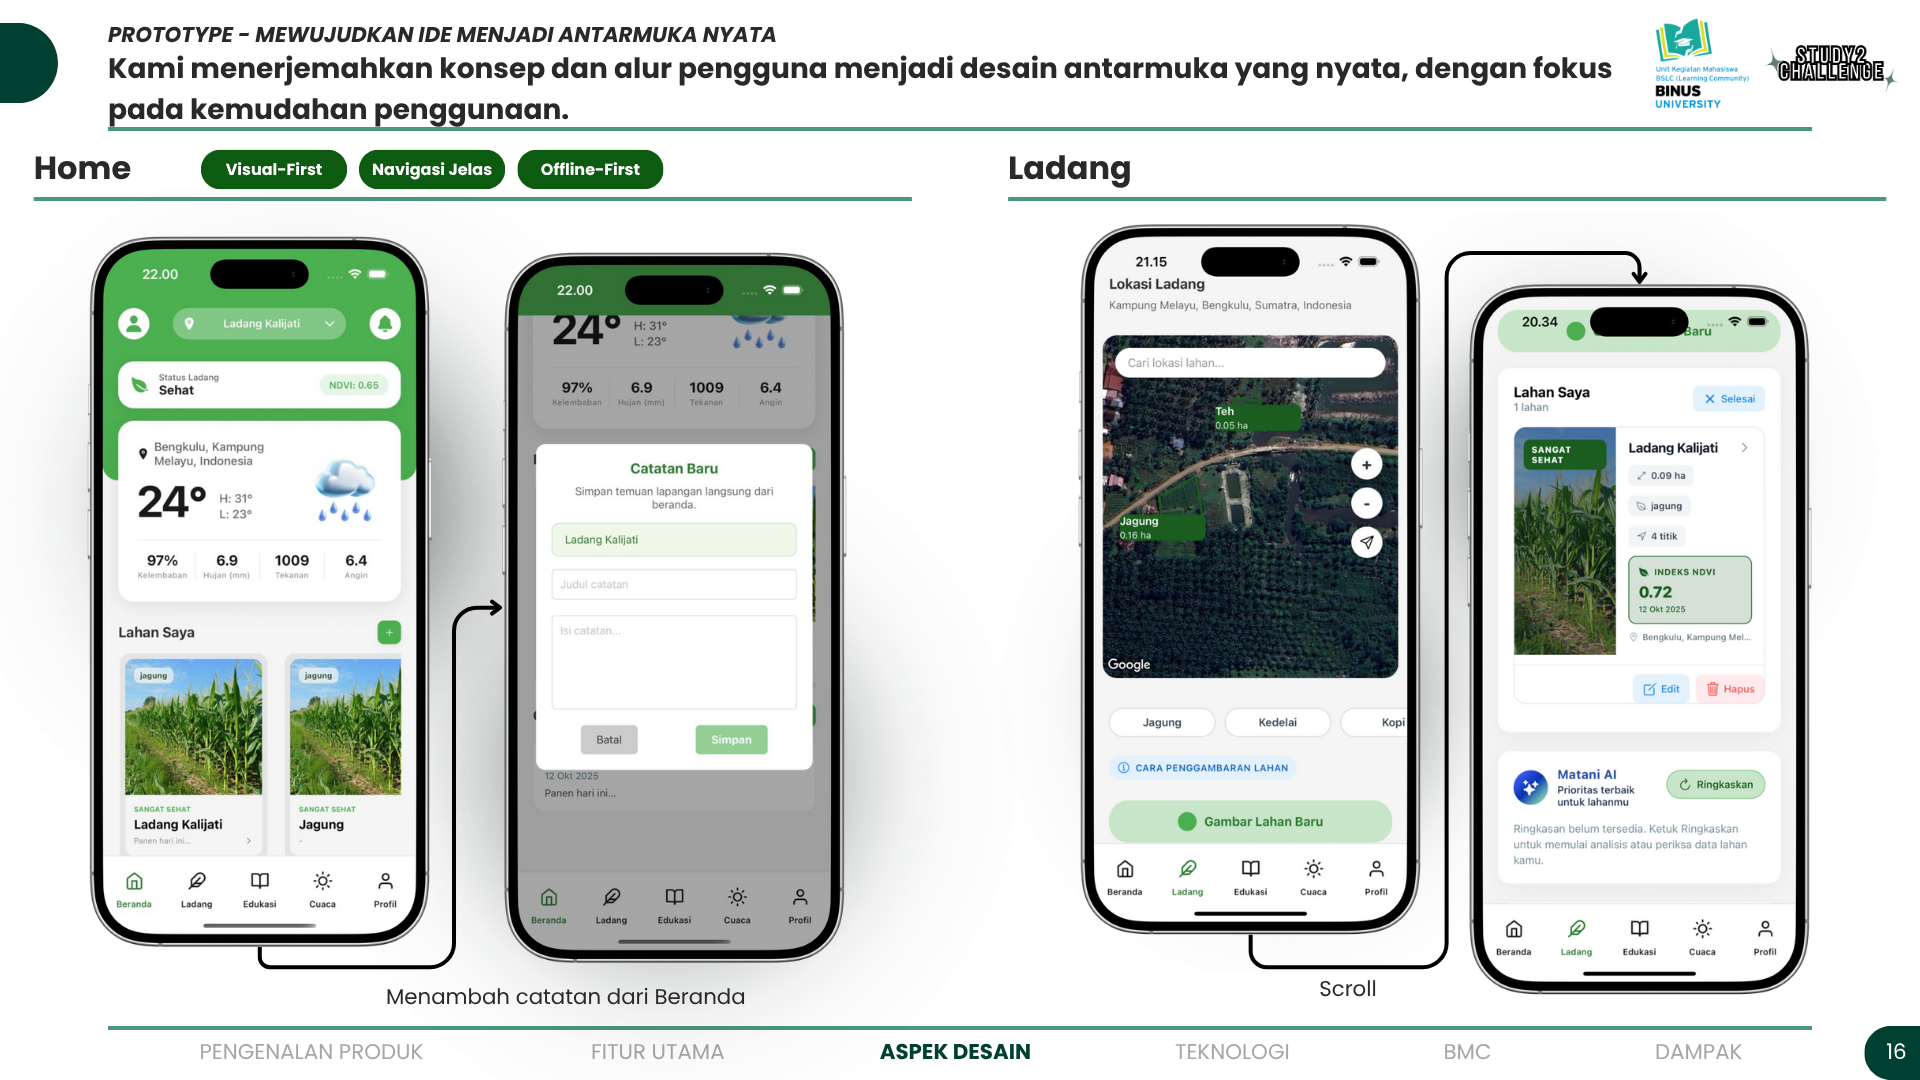 PROTOTYPE - MEWUJUDKAN IDE MENJADI ANTARMUKA NYATA
Kami menerjemahkan konsep dan alur pengguna menjadi desain antarmuka yang nyata, dengan fokus
pada kemudahan penggunaan.
Unit Kegiatan Mahasiswa
BSLC (Learning Community)
BINUS
UNIVERSITY
STUDY2
CHALLENGE
Home
Visual-First
Navigasi Jelas
Offline-First
22.00
Ladang Kalijati
Status Ladang
Sehat
NDVI: 0.65
Bengkulu, Kampung
Melayu, Indonesia
24°
H: 31°
L: 23°
97%
6.9
1009
6.4
Kelembaban
Hujan (mm)
Tekanan
Angin
Lahan Saya
+
jagung
jagung
SANGAT SEHAT
SANGAT SEHAT
Ladang Kalijati
Jagung
Panen hari ini...
-
Beranda
Ladang
Edukasi
Cuaca
Profil
22.00
24°
H: 31°
L: 23°
97%
6.9
1009
6.4
Kelembaban
Hujan (mm)
Tekanan
Angin
Catatan Baru
Simpan temuan lapangan langsung dari
beranda.
Ladang Kalijati
Judul catatan
Isi catatan...
Batal
Simpan
12 Okt 2025
Panen hari ini...
Beranda
Ladang
Edukasi
Cuaca
Profil
Menambah catatan dari Beranda
Ladang
21.15
Lokasi Ladang
Kampung Melayu, Bengkulu, Sumatra, Indonesia
Cari lokasi lahan...
Teh
0.05 ha
+
-
Jagung
0.16 ha
Google
Jagung
Kedelai
Kopi
CARA PENGGAMBARAN LAHAN
Gambar Lahan Baru
Beranda
Ladang
Edukasi
Cuaca
Profil
Scroll
20.34
Baru
Lahan Saya
1 lahan
Selesai
SANGAT
SEHAT
Ladang Kalijati
0.09 ha
jagung
4 titik
INDEKS NDVI
0.72
12 Okt 2025
Bengkulu, Kampung Mel...
Edit
Hapus
Matani AI
Prioritas terbaik
untuk lahanmu
Ringkaskan
Ringkasan belum tersedia. Ketuk Ringkaskan
untuk memulai analisis atau periksa data lahan
kamu.
Beranda
Ladang
Edukasi
Cuaca
Profil
PENGENALAN PRODUK
FITUR UTAMA
ASPEK DESAIN
TEKNOLOGI
BMC
DAMPAK
16